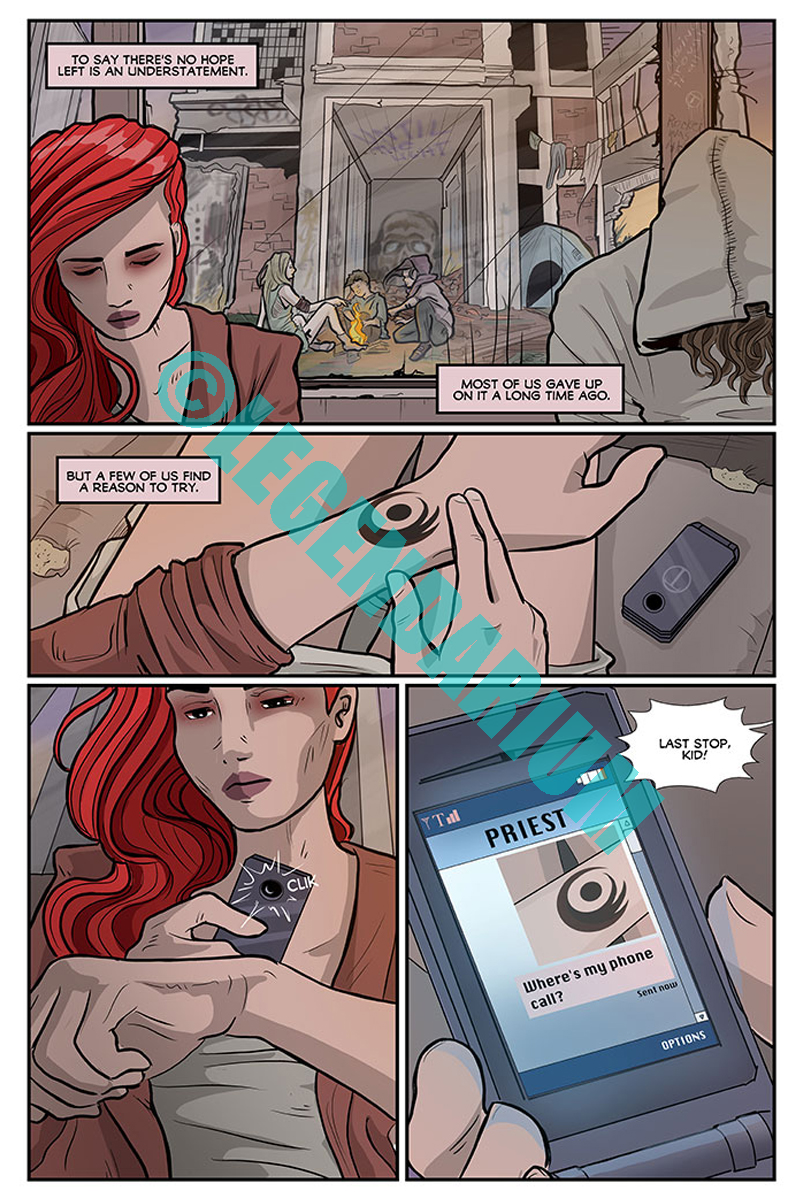 TO SAY THERE'S NO HOPE
LEFT IS AN UNDERSTATEMENT.
MOST OF US GAVE UP
ON IT A LONG TIME AGO.
BUT A FEW OF US FIND
A REASON TO TRY.
©LEGENDARIUM
CLIK
LAST STOP,
KID!
PRIEST
Where's my phone
call?
Sent now
OPTIONS